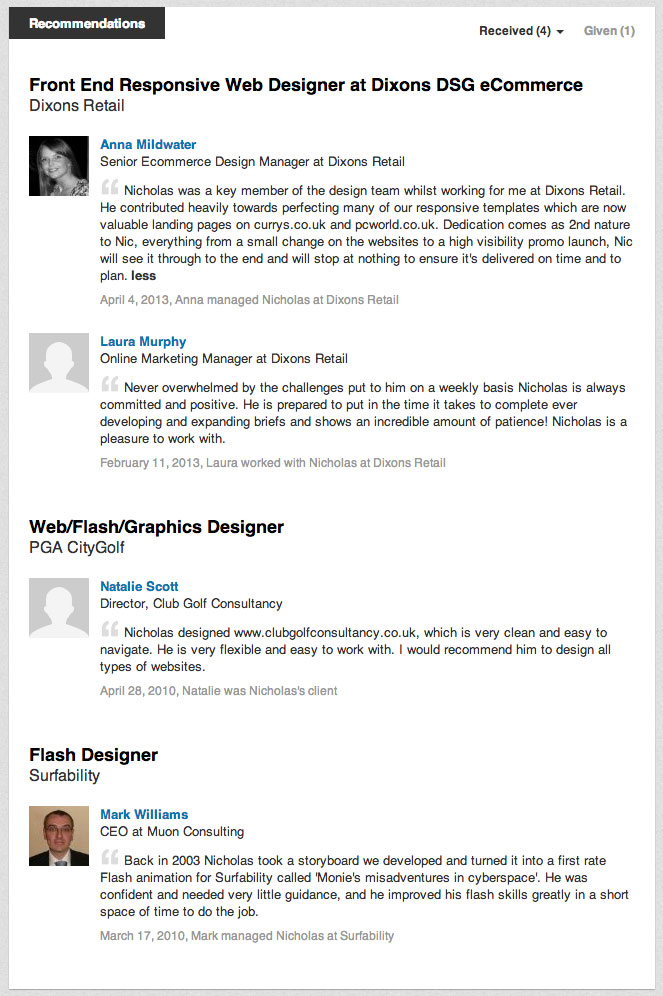 Recommendations
Received (4)
Given (1)
Front End Responsive Web Designer at Dixons DSG eCommerce
Dixons Retail
Anna Mildwater
Senior Ecommerce Design Manager at Dixons Retail
“ Nicholas was a key member of the design team whilst working for me at Dixons Retail.
He contributed heavily towards perfecting many of our responsive templates which are now
valuable landing pages on currys.co.uk and pcworld.co.uk. Dedication comes as 2nd nature
to Nic, everything from a small change on the websites to a high visibility promo launch, Nic
will see it through to the end and will stop at nothing to ensure it's delivered on time and to
plan. less
April 4, 2013, Anna managed Nicholas at Dixons Retail
Laura Murphy
Online Marketing Manager at Dixons Retail
“ Never overwhelmed by the challenges put to him on a weekly basis Nicholas is always
committed and positive. He is prepared to put in the time it takes to complete ever
developing and expanding briefs and shows an incredible amount of patience! Nicholas is a
pleasure to work with.
February 11, 2013, Laura worked with Nicholas at Dixons Retail
Web/Flash/Graphics Designer
PGA CityGolf
Natalie Scott
Director, Club Golf Consultancy
“ Nicholas designed www.clubgolfconsultancy.co.uk, which is very clean and easy to
navigate. He is very flexible and easy to work with. I would recommend him to design all
types of websites.
April 28, 2010, Natalie was Nicholas's client
Flash Designer
Surfability
Mark Williams
CEO at Muon Consulting
“ Back in 2003 Nicholas took a storyboard we developed and turned it into a first rate
Flash animation for Surfability called 'Monie's misadventures in cyberspace'. He was
confident and needed very little guidance, and he improved his flash skills greatly in a short
space of time to do the job.
March 17, 2010, Mark managed Nicholas at Surfability